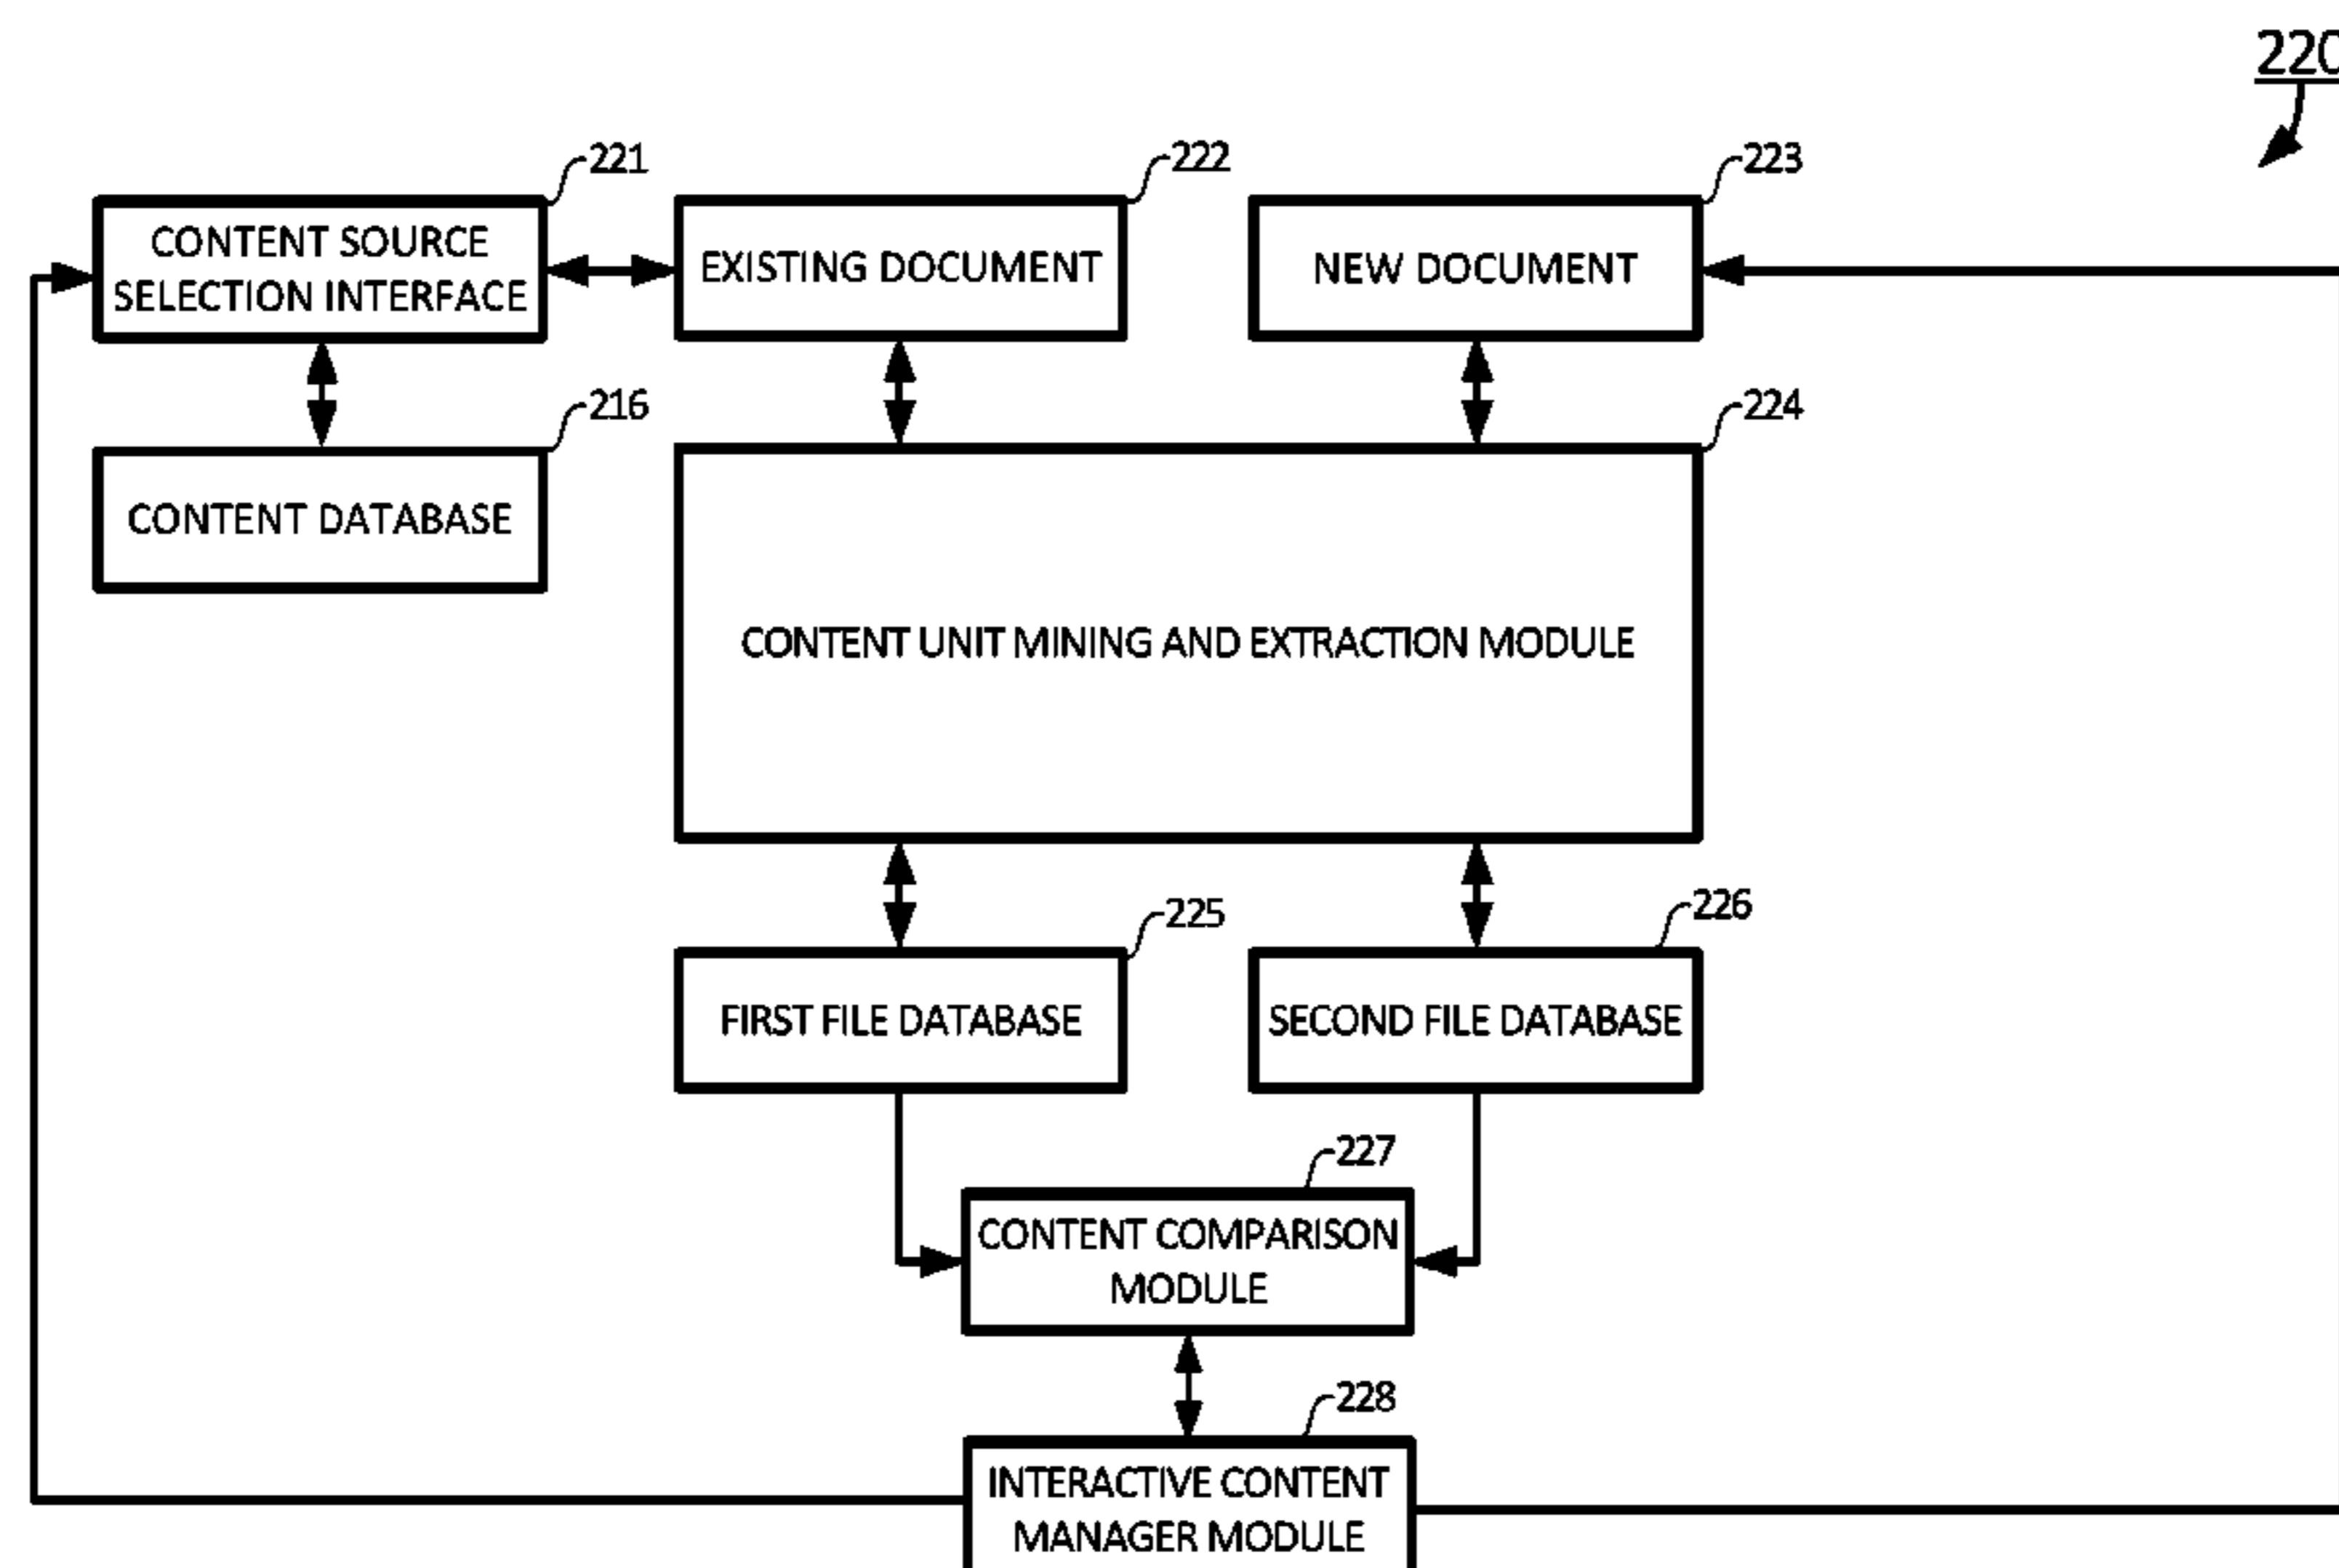 220
221
222
223
CONTENT SOURCE
SELECTION INTERFACE
EXISTING DOCUMENT
NEW DOCUMENT
216
224
CONTENT DATABASE
CONTENT UNIT MINING AND EXTRACTION MODULE
225
226
FIRST FILE DATABASE
SECOND FILE DATABASE
227
CONTENT COMPARISON
MODULE
228
INTERACTIVE CONTENT
MANAGER MODULE